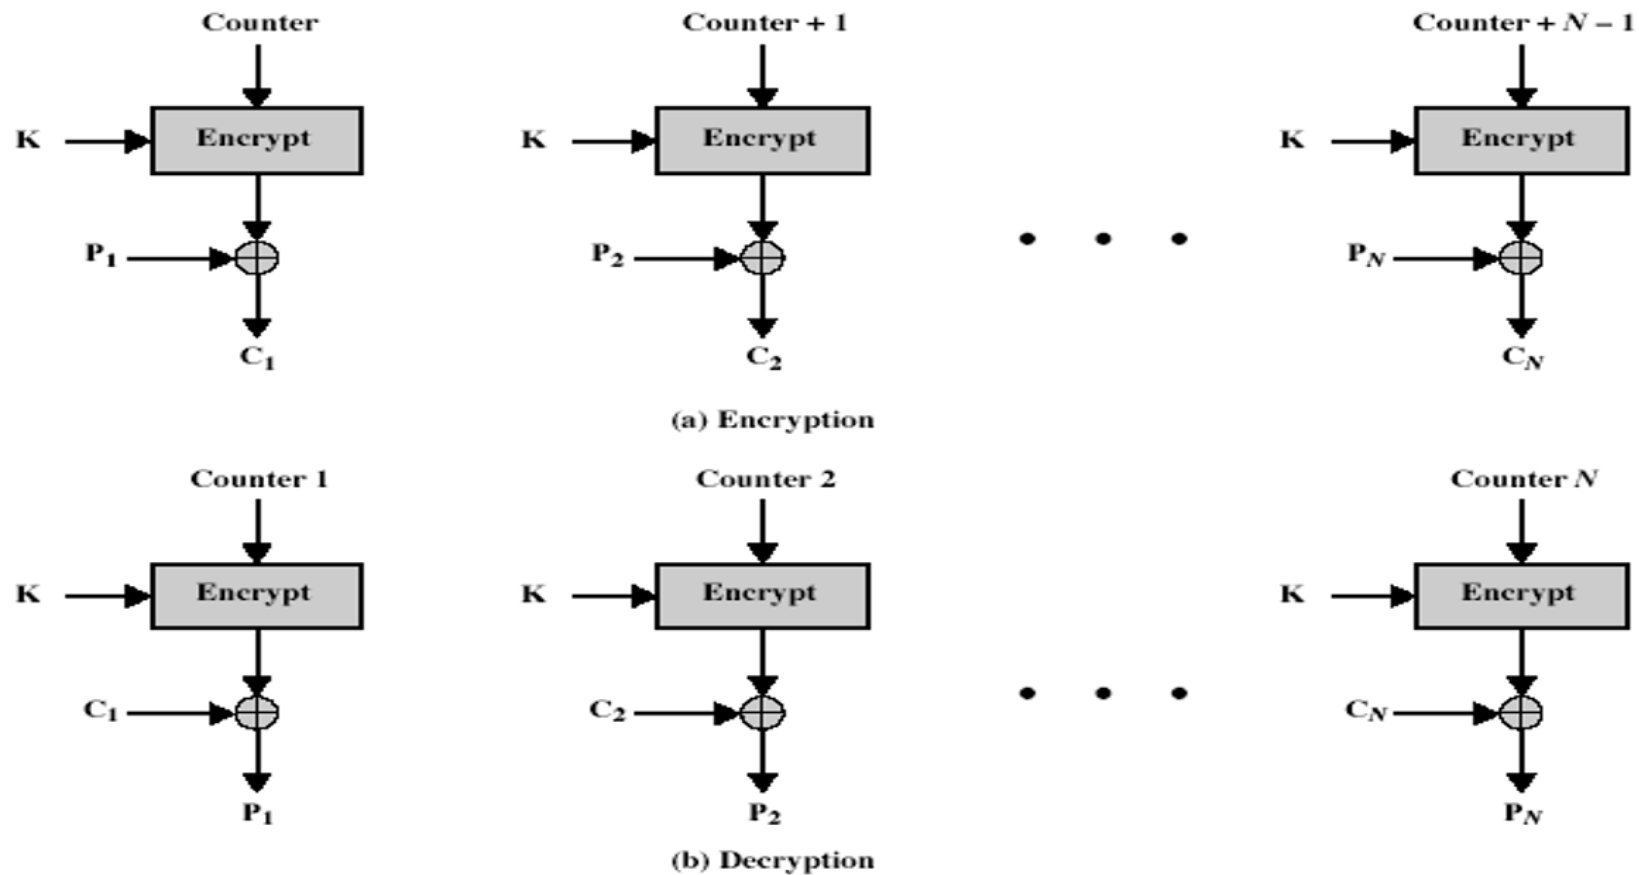 Counter Counter + 1 Counter + N – 1
K Encrypt K Encrypt K Encrypt
P1 P2 PN
C1 C2 CN
(a) Encryption
Counter 1 Counter 2 Counter N
K Encrypt K Encrypt K Encrypt
C1 C2 CN
P1 P2 PN
(b) Decryption